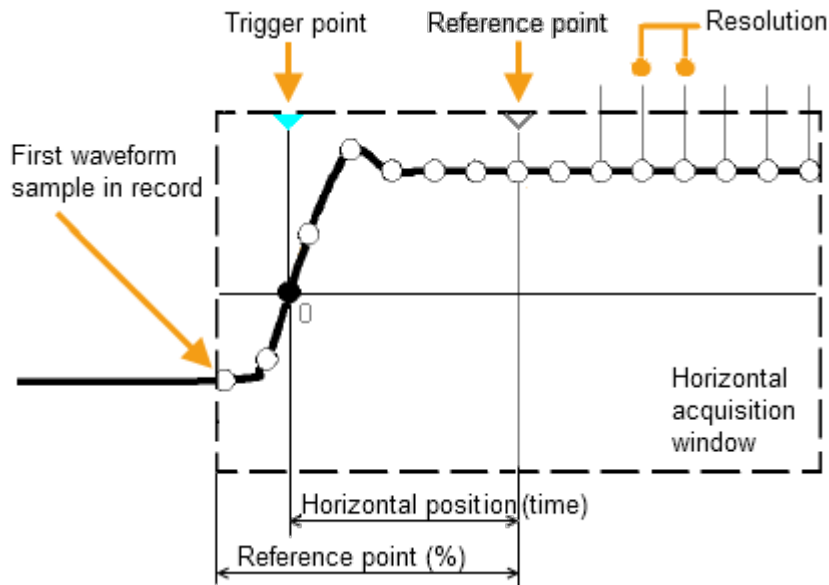 Trigger point
Reference point
Resolution
First waveform
sample in record
0
Horizontal
acquisition
window
Horizontal position (time)
Reference point (%)